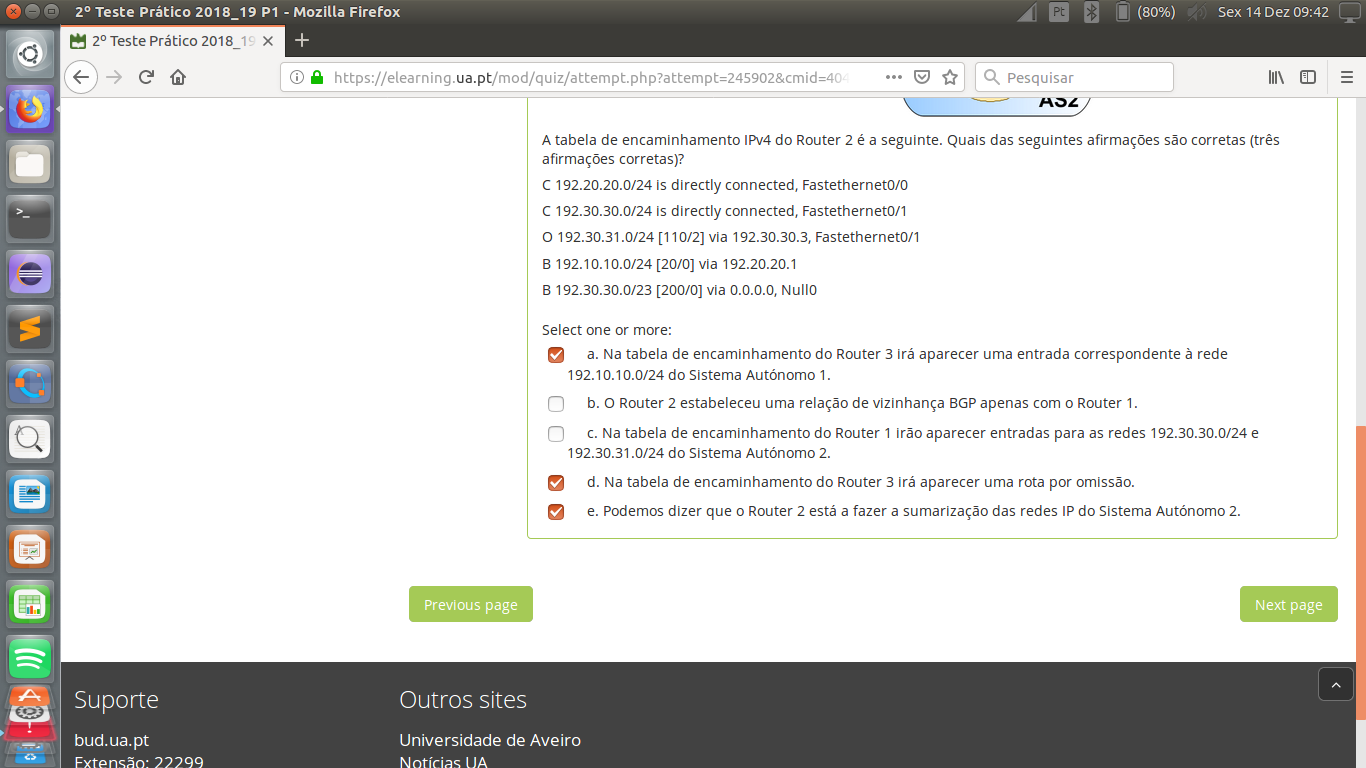 2º Teste Prático 2018_19 P1 - Mozilla Firefox
Pt
(80%)
Sex 14 Dez 09:42
2º Teste Prático 2018_19
https://elearning.ua.pt/mod/quiz/attempt.php?attempt=245902&cmid=404
Pesquisar
AS2
A tabela de encaminhamento IPv4 do Router 2 é a seguinte. Quais das seguintes afirmações são corretas (três
afirmações corretas)?
C 192.20.20.0/24 is directly connected, Fastethernet0/0
C 192.30.30.0/24 is directly connected, Fastethernet0/1
O 192.30.31.0/24 [110/2] via 192.30.30.3, Fastethernet0/1
B 192.10.10.0/24 [20/0] via 192.20.20.1
B 192.30.30.0/23 [200/0] via 0.0.0.0, Null0
Select one or more:
a. Na tabela de encaminhamento do Router 3 irá aparecer uma entrada correspondente à rede
192.10.10.0/24 do Sistema Autónomo 1.
b. O Router 2 estabeleceu uma relação de vizinhança BGP apenas com o Router 1.
c. Na tabela de encaminhamento do Router 1 irão aparecer entradas para as redes 192.30.30.0/24 e
192.30.31.0/24 do Sistema Autónomo 2.
d. Na tabela de encaminhamento do Router 3 irá aparecer uma rota por omissão.
e. Podemos dizer que o Router 2 está a fazer a sumarização das redes IP do Sistema Autónomo 2.
Previous page
Next page
Suporte
Outros sites
bud.ua.pt
Universidade de Aveiro
Extensão: 22299
Notícias UA